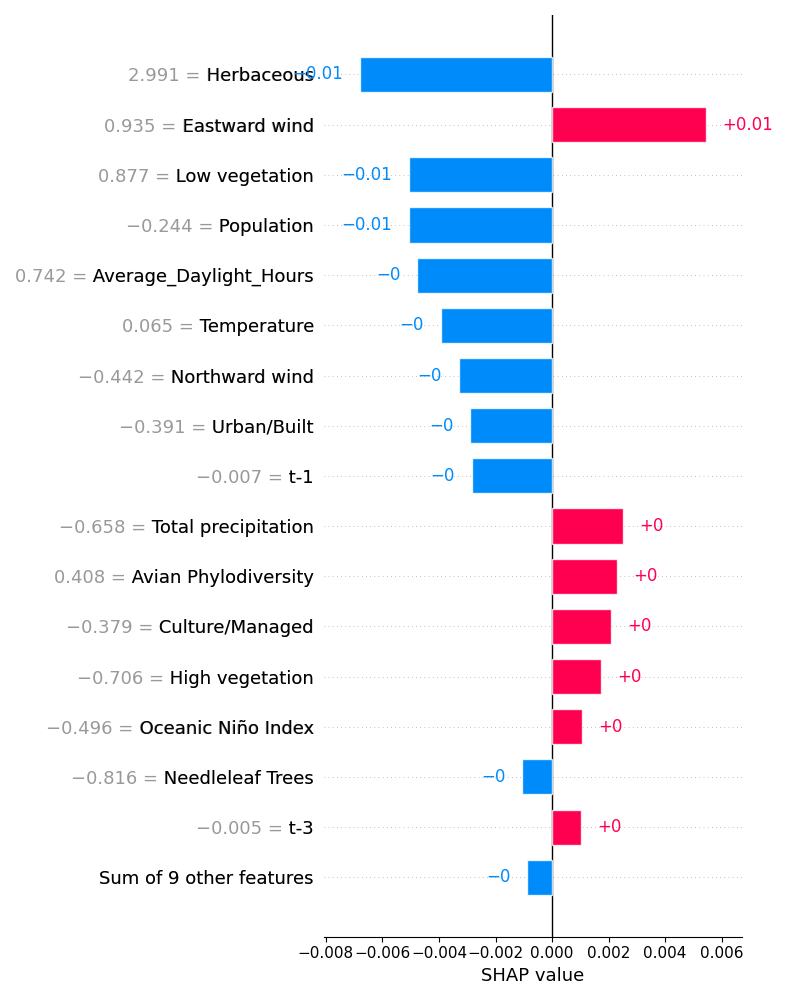 2.991 = Herbaceous −0.01
0.935 = Eastward wind +0.01
0.877 = Low vegetation −0.01
−0.244 = Population −0.01
0.742 = Average_Daylight_Hours −0
0.065 = Temperature −0
−0.442 = Northward wind −0
−0.391 = Urban/Built −0
−0.007 = t-1 −0
−0.658 = Total precipitation +0
0.408 = Avian Phylodiversity +0
−0.379 = Culture/Managed +0
−0.706 = High vegetation +0
−0.496 = Oceanic Niño Index +0
−0.816 = Needleleaf Trees −0
−0.005 = t-3 +0
Sum of 9 other features −0
−0.008 −0.006 −0.004 −0.002 0.000 0.002 0.004 0.006
SHAP value